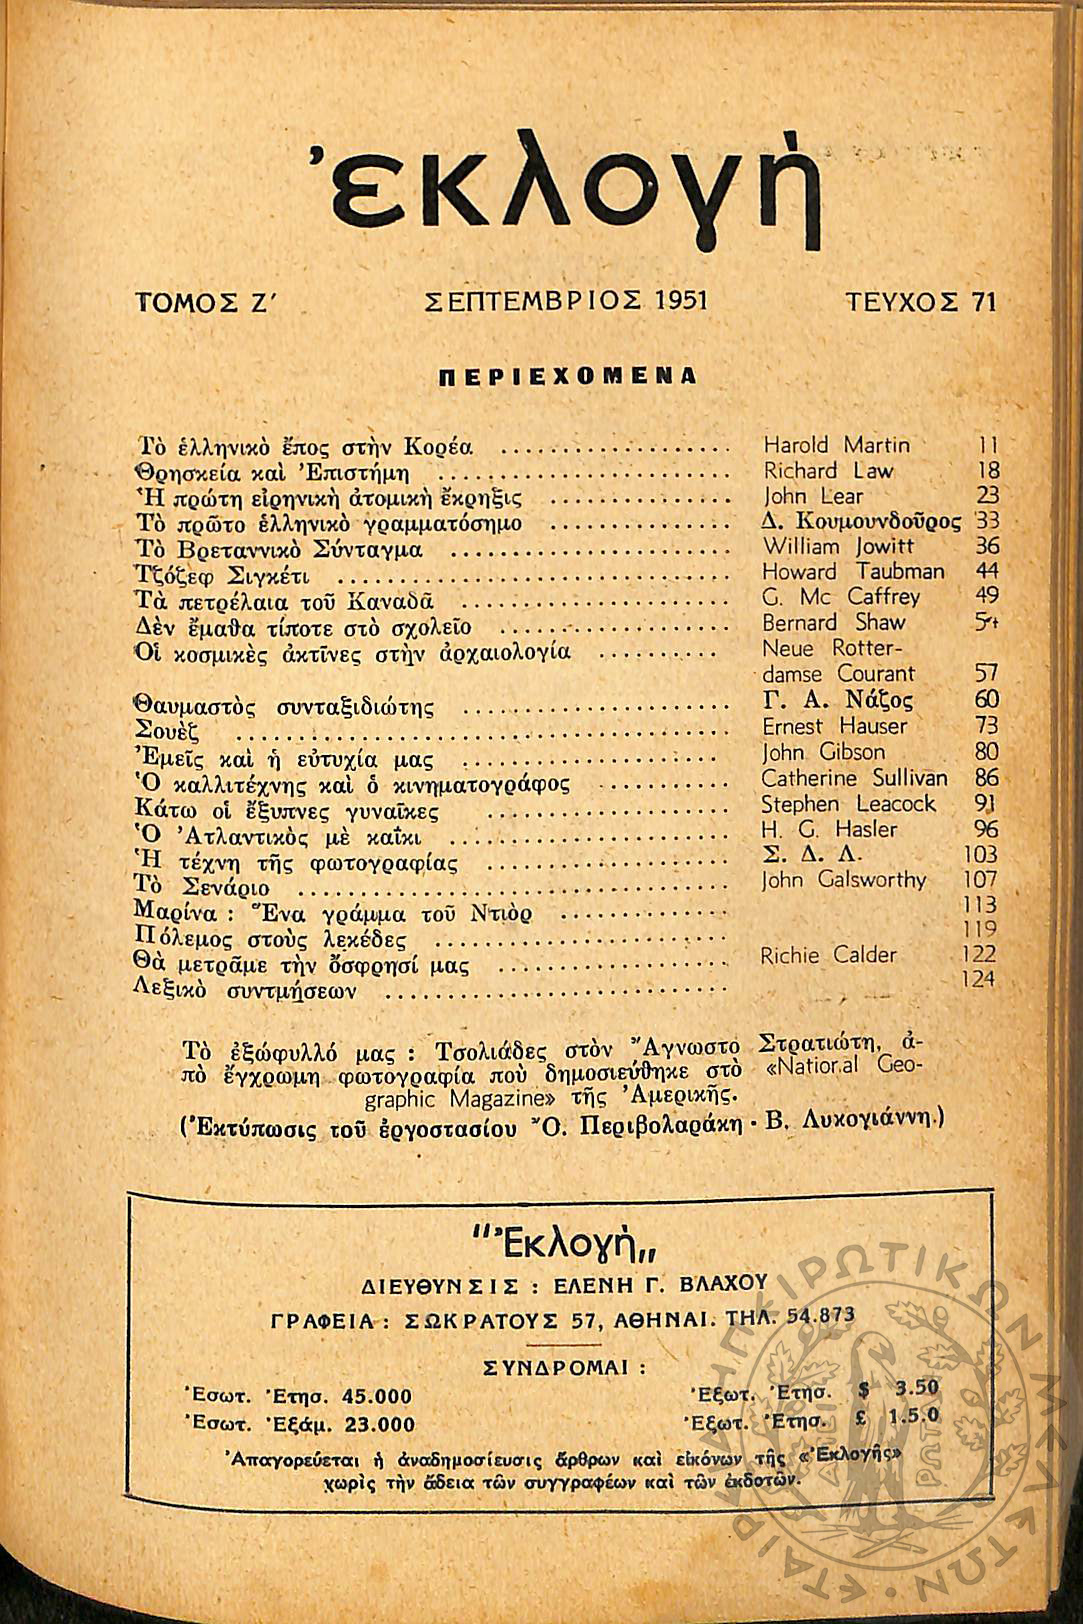 ἐκλογὴ
ΤΟΜΟΣ Ζ′ ΣΕΠΤΕΜΒΡΙΟΣ 1951 ΤΕΥΧΟΣ 71
ΠΕΡΙΕΧΟΜΕΝΑ
Τὸ ἑλληνικὸ ἔπος στὴν Κορέα .................. Harold Martin 11
Θρησκεία καὶ Ἐπιστήμη .................. Richard Law 18
Ἡ πρώτη εἰρηνικὴ ἀτομικὴ ἔκρηξις .................. John Lear 23
Τὸ πρῶτο ἑλληνικὸ γραμματόσημο .................. Δ. Κουμουνδοῦρος 33
Τὸ Βρεταννικὸ Σύνταγμα .................. William Jowitt 36
Τζόζεφ Σιγκέτι .................. Howard Taubman 44
Τὰ πετρέλαια τοῦ Καναδᾶ .................. G. Mc Caffrey 49
Δὲν ἔμαθα τίποτε στὸ σχολεῖο .................. Bernard Shaw
Οἱ κοσμικὲς ἀκτῖνες στὴν ἀρχαιολογία .................. Neue Rotter-
damse Courant 57
Θαυμαστὸς συνταξιδιώτης .................. Γ. Α. Νάζος 60
Σουὲζ .................. Ernest Hauser 73
Ἐμεῖς καὶ ἡ εὐτυχία μας .................. John Gibson 80
Ὁ καλλιτέχνης καὶ ὁ κινηματογράφος .................. Catherine Sullivan 86
Κάτω οἱ ἔξυπνες γυναῖκες .................. Stephen Leacock 91
Ὁ Ἀτλαντικὸς μὲ καΐκι .................. H. G. Hasler 96
Ἡ τέχνη τῆς φωτογραφίας .................. Σ. Δ. Λ. 103
Τὸ Σενάριο .................. John Galsworthy 107
Μαρίνα : Ἕνα γράμμα τοῦ Ντιὸρ .................. 113
Πόλεμος στοὺς λεκέδες .................. 119
Θὰ μετρᾶμε τὴν ὄσφρησί μας .................. Richie Calder 122
Λεξικὸ συντμήσεων .................. 124
Τὸ ἐξώφυλλό μας : Τσολιάδες στὸν Ἄγνωστο Στρατιώτη, ἀ-
πὸ ἔγχρωμη φωτογραφία ποὺ δημοσιεύθηκε στὸ «National Geo-
graphic Magazine» τῆς Ἀμερικῆς.
(Ἐκτύπωσις τοῦ ἐργοστασίου Ὄ. Περιβολαράκη - Β. Λυκογιάννη.)
"Ἐκλογὴ„
ΔΙΕΥΘΥΝΣΙΣ : ΕΛΕΝΗ Γ. ΒΛΑΧΟΥ
ΓΡΑΦΕΙΑ : ΣΩΚΡΑΤΟΥΣ 57, ΑΘΗΝΑΙ. ΤΗΛ. 54.873
ΣΥΝΔΡΟΜΑΙ :
Ἐσωτ. Ἐτησ. 45.000 Ἐξωτ. Ἐτησ. $ 3.50
Ἐσωτ. Ἑξάμ. 23.000 Ἐξωτ. Ἐτησ. £ 1.5.0
Ἀπαγορεύεται ἡ ἀναδημοσίευσις ἄρθρων καὶ εἰκόνων τῆς «Ἐκλογῆς»
χωρὶς τὴν ἄδεια τῶν συγγραφέων καὶ τῶν ἐκδοτῶν.
ΕΤΑΙΡΕΙΑ ΗΠΕΙΡΩΤΙΚΩΝ ΜΕΛΕΤΩΝ